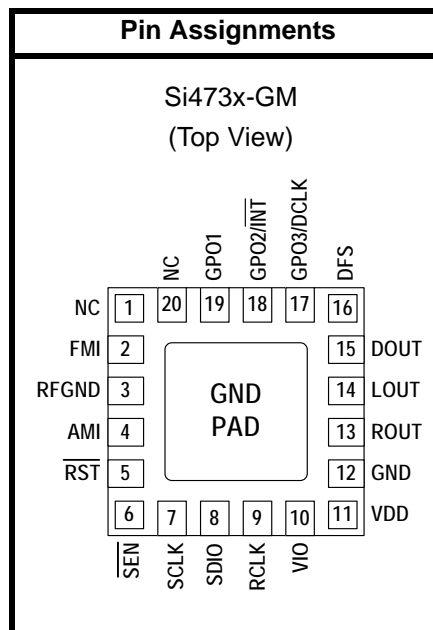 Pin Assignments
Si473x-GM
(Top View)
NC
GPO1
GPO2/INT
GPO3/DCLK
DFS
NC 1 20 19 18 17 16
FMI 2 15 DOUT
RFGND 3 14 LOUT
GND
PAD
AMI 4 13 ROUT
RST 5 12 GND
6 7 8 9 10 11 VDD
SEN
SCLK
SDIO
RCLK
VIO